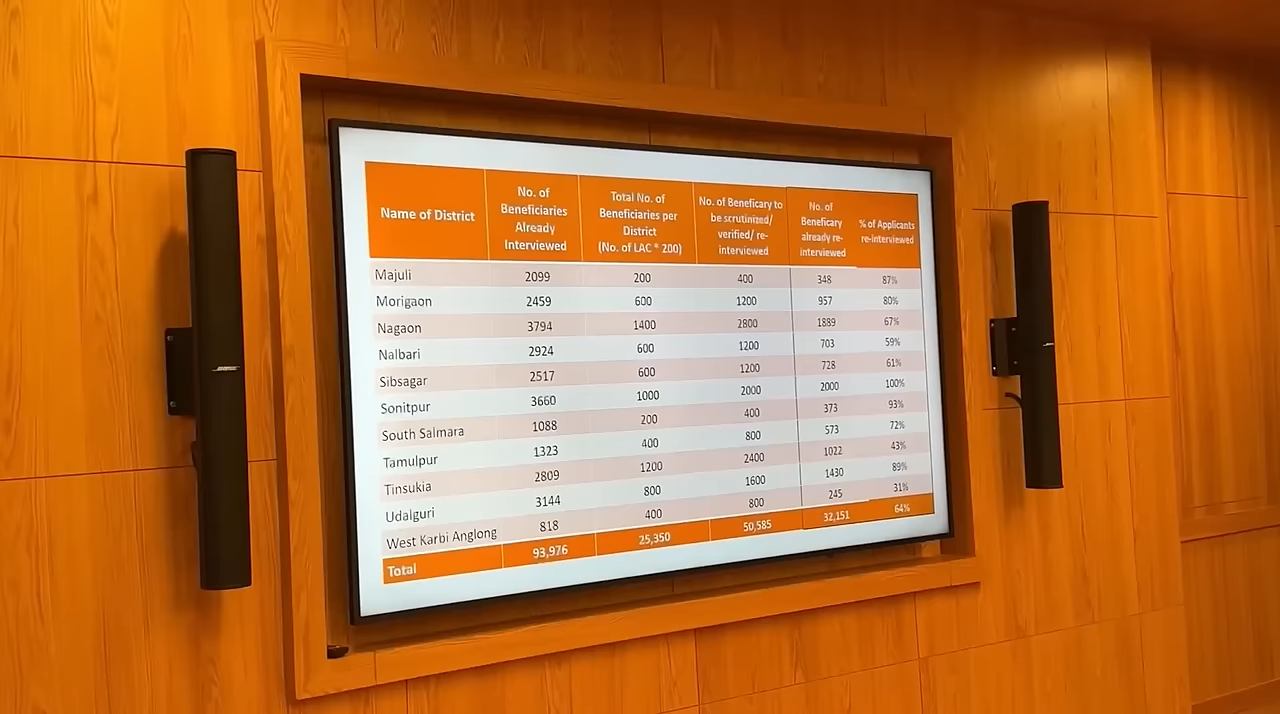 Name of District No. of Beneficiaries Already Interviewed Total No. of Beneficiaries per District (No. of LAC * 200) No. of Beneficary to be scrutinized/ verified/ re-interviewed No. of Beneficary already re-interviewed % of Applicants re-interviewed
Majuli 2099 200 400 348 87%
Morigaon 2459 600 1200 957 80%
Nagaon 3794 1400 2800 1889 67%
Nalbari 2924 600 1200 703 59%
Sibsagar 2517 600 1200 728 61%
Sonitpur 3660 1000 2000 2000 100%
South Salmara 1088 200 400 373 93%
Tamulpur 1323 400 800 573 72%
Tinsukia 2809 1200 2400 1022 43%
Udalguri 3144 800 1600 1430 89%
West Karbi Anglong 818 400 800 245 31%
Total 93,976 25,350 50,585 32,151 64%
BOSE